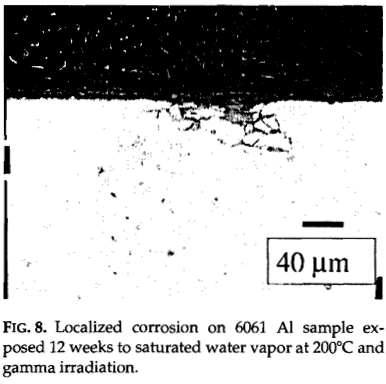 40 µm
FIG. 8. Localized corrosion on 6061 Al sample ex-
posed 12 weeks to saturated water vapor at 200°C and
gamma irradiation.